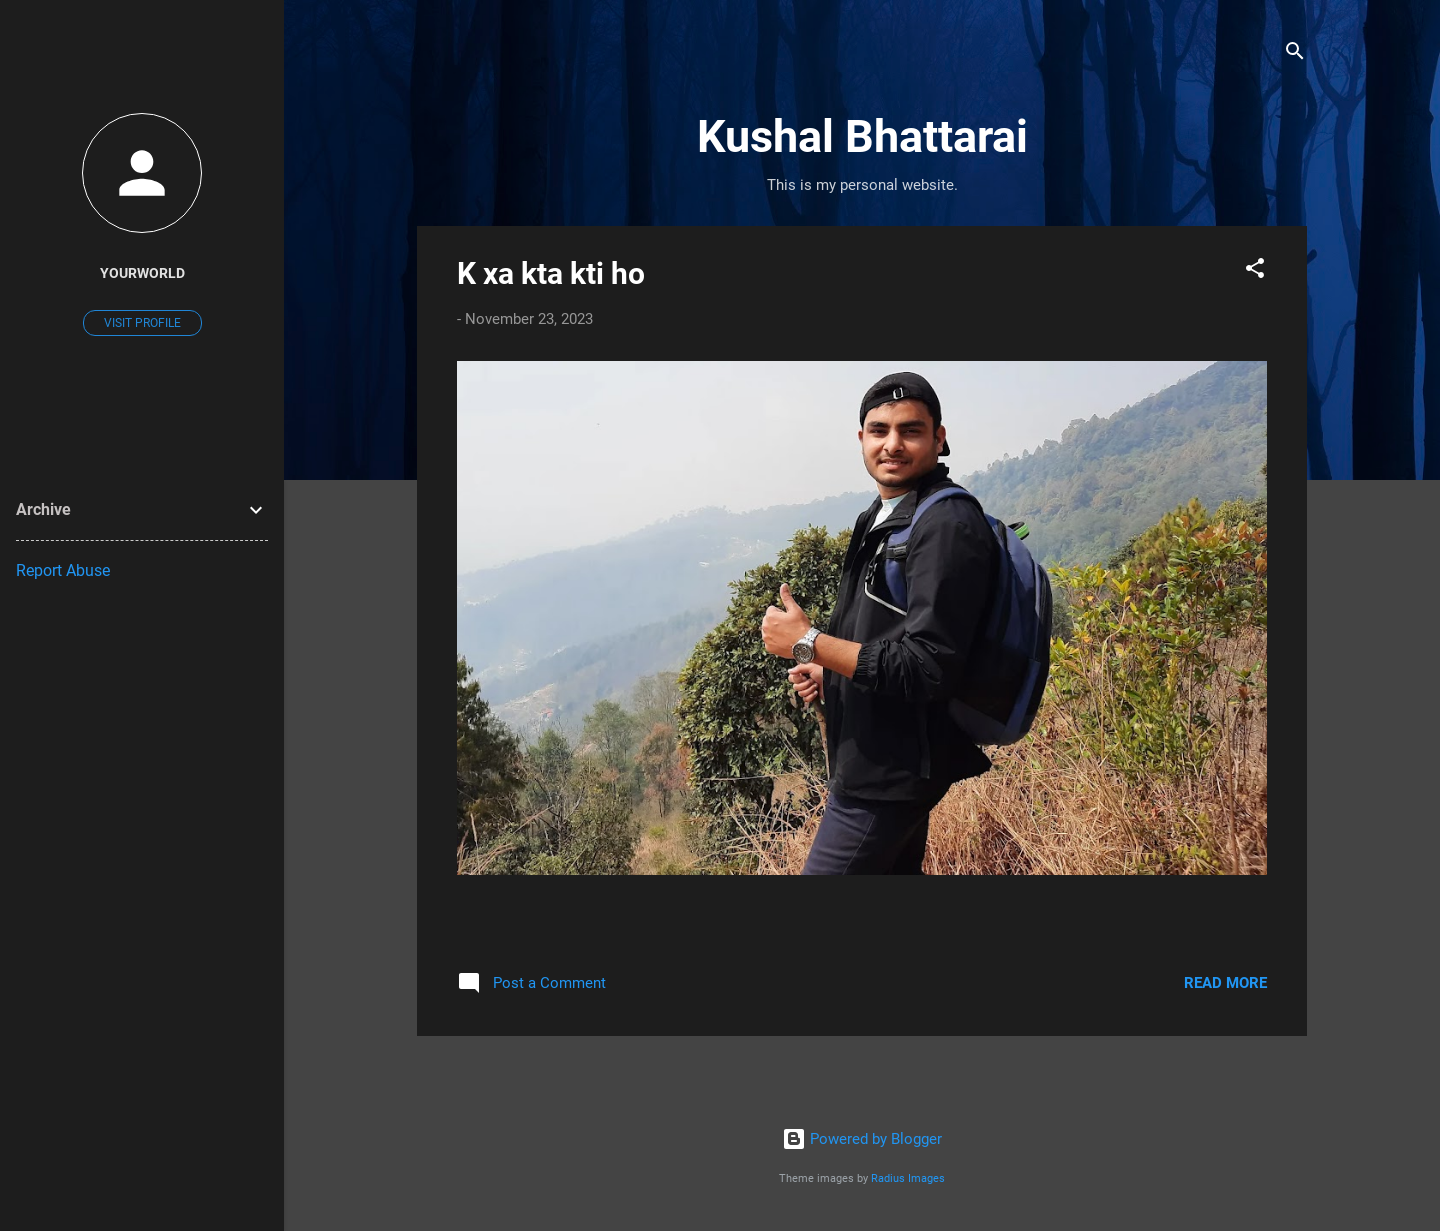 YOURWORLD
VISIT PROFILE
Archive
Report Abuse
Kushal Bhattarai
This is my personal website.
K xa kta kti ho
- November 23, 2023
Post a Comment
READ MORE
Powered by Blogger
Theme images by Radius Images